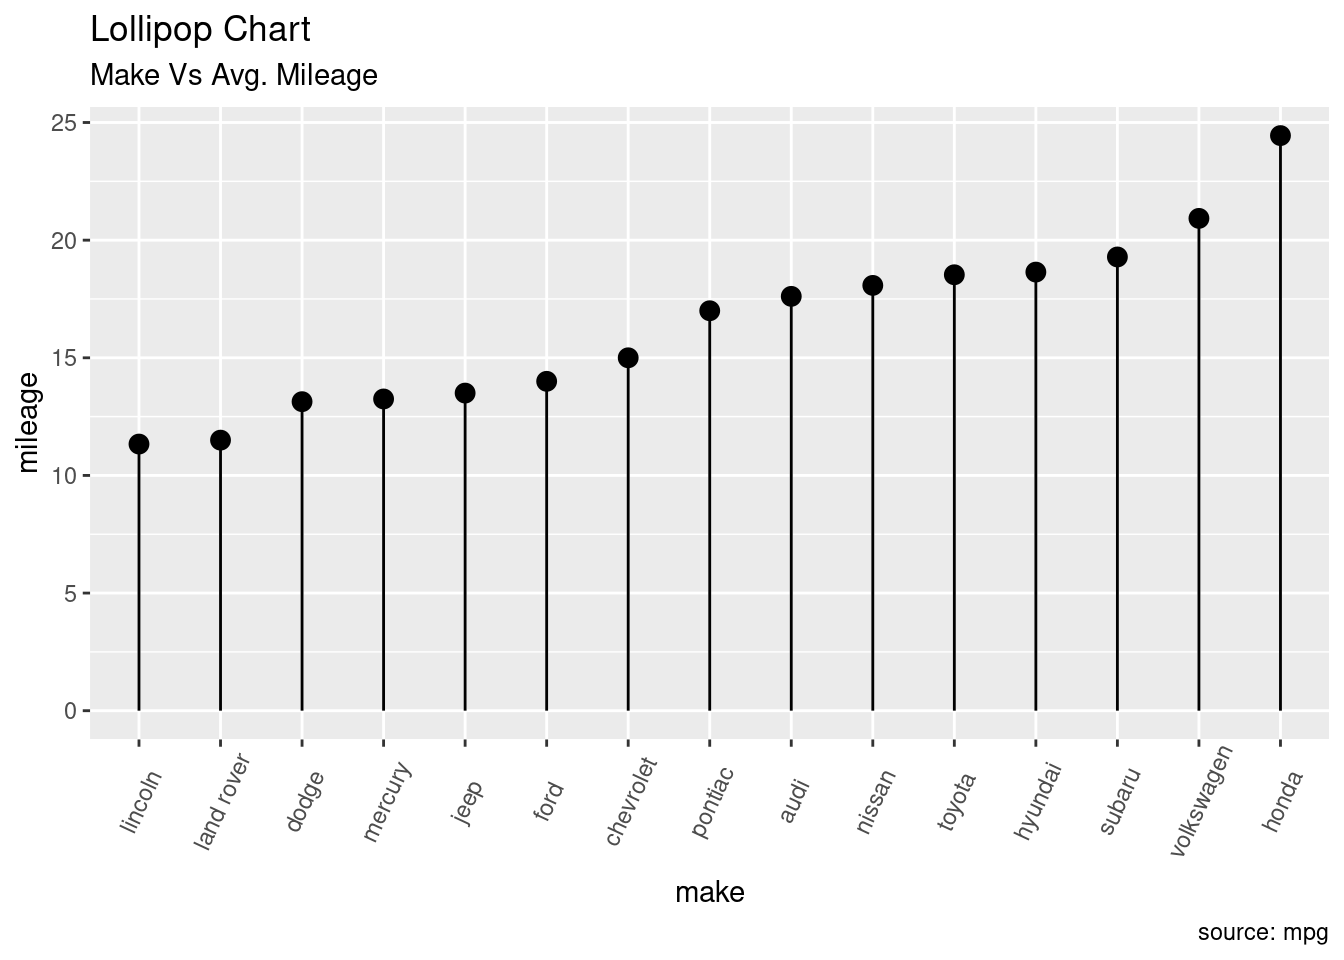 Lollipop Chart
Make Vs Avg. Mileage
25
20
15
10
5
0
mileage
lincoln
land rover
dodge
mercury
jeep
ford
chevrolet
pontiac
audi
nissan
toyota
hyundai
subaru
volkswagen
honda
make
source: mpg